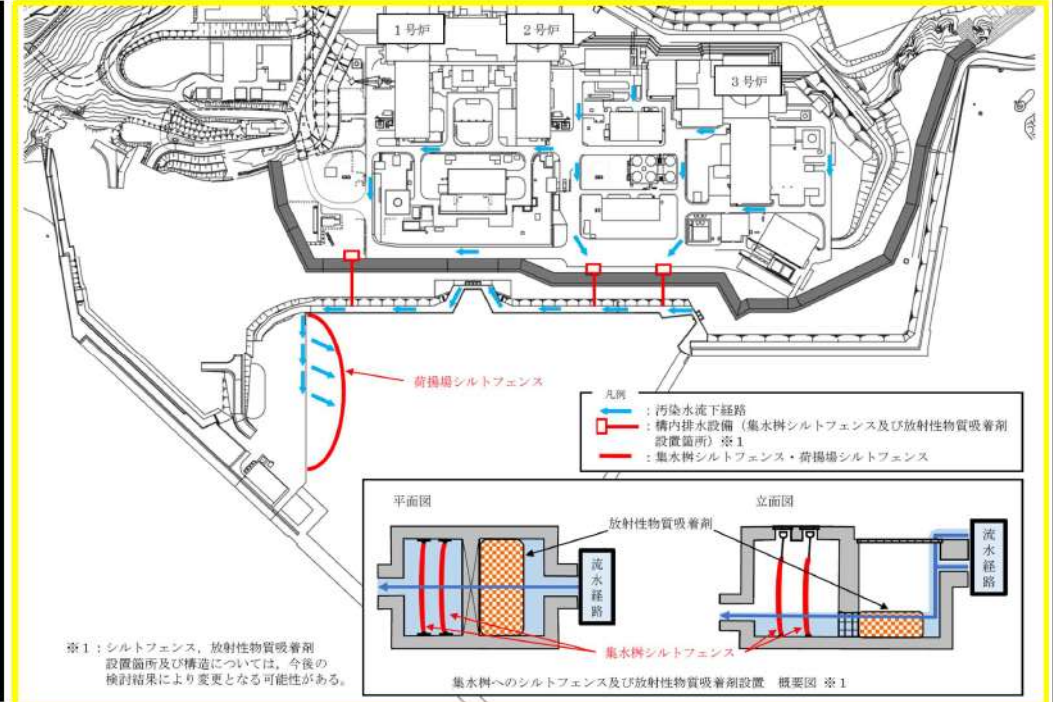 1号炉
2号炉
3号炉
荷揚場シルトフェンス
凡例
：汚染水流下経路
：構内排水設備（集水桝シルトフェンス及び放射性物質吸着剤
設置箇所）※1
：集水桝シルトフェンス・荷揚場シルトフェンス
平面図
立面図
放射性物質吸着剤
流水経路
流水経路
集水桝シルトフェンス
集水桝へのシルトフェンス及び放射性物質吸着剤設置 概要図 ※1
※1：シルトフェンス，放射性物質吸着剤
設置箇所及び構造については，今後の
検討結果により変更となる可能性がある。